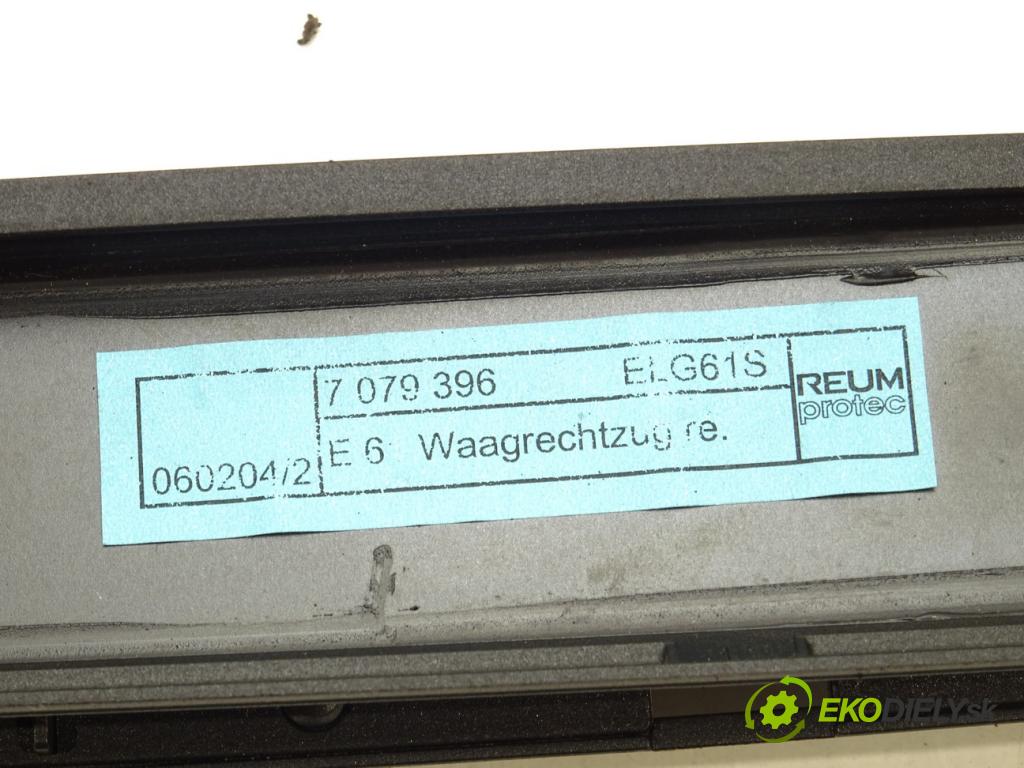 7 079 396 ELG61S
E 6 Waagrechtzug re.
060204/2
REUM
protec
EKODIELY.sk